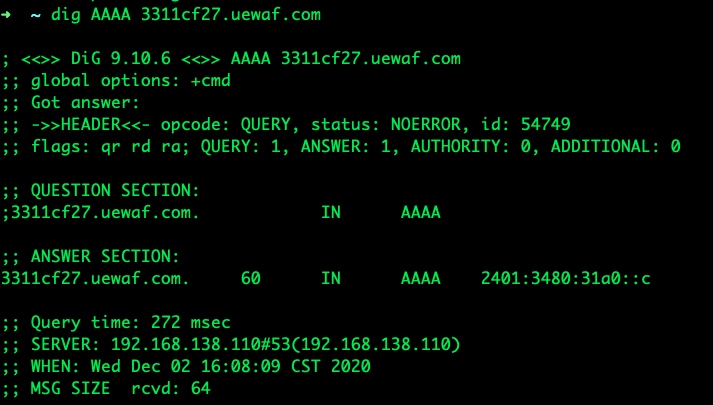 ➜  ~ dig AAAA 3311cf27.uewaf.com
; <<>> DiG 9.10.6 <<>> AAAA 3311cf27.uewaf.com
;; global options: +cmd
;; Got answer:
;; ->>HEADER<<- opcode: QUERY, status: NOERROR, id: 54749
;; flags: qr rd ra; QUERY: 1, ANSWER: 1, AUTHORITY: 0, ADDITIONAL: 0
;; QUESTION SECTION:
;3311cf27.uewaf.com.            IN      AAAA
;; ANSWER SECTION:
3311cf27.uewaf.com.     60      IN      AAAA    2401:3480:31a0::c
;; Query time: 272 msec
;; SERVER: 192.168.138.110#53(192.168.138.110)
;; WHEN: Wed Dec 02 16:08:09 CST 2020
;; MSG SIZE  rcvd: 64